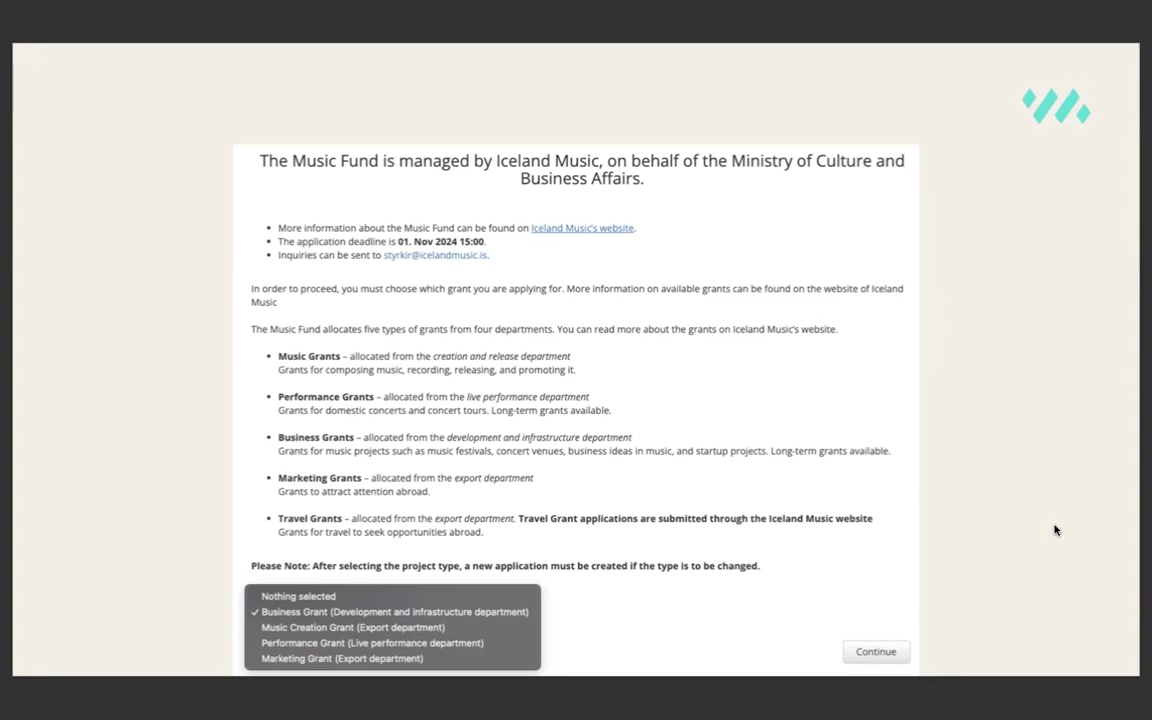 The Music Fund is managed by Iceland Music, on behalf of the Ministry of Culture and
Business Affairs.
• More information about the Music Fund can be found on Iceland Music's website.
• The application deadline is 01. Nov 2024 15:00.
• Inquiries can be sent to styrkir@icelandmusic.is.
In order to proceed, you must choose which grant you are applying for. More information on available grants can be found on the website of Iceland
Music
The Music Fund allocates five types of grants from four departments. You can read more about the grants on Iceland Music's website.
• Music Grants – allocated from the creation and release department
Grants for composing music, recording, releasing, and promoting it.
• Performance Grants – allocated from the live performance department
Grants for domestic concerts and concert tours. Long-term grants available.
• Business Grants – allocated from the development and infrastructure department
Grants for music projects such as music festivals, concert venues, business ideas in music, and startup projects. Long-term grants available.
• Marketing Grants – allocated from the export department
Grants to attract attention abroad.
• Travel Grants – allocated from the export department. Travel Grant applications are submitted through the Iceland Music website
Grants for travel to seek opportunities abroad.
Please Note: After selecting the project type, a new application must be created if the type is to be changed.
Nothing selected
✓ Business Grant (Development and infrastructure department)
Music Creation Grant (Export department)
Performance Grant (Live performance department)
Marketing Grant (Export department)
Continue